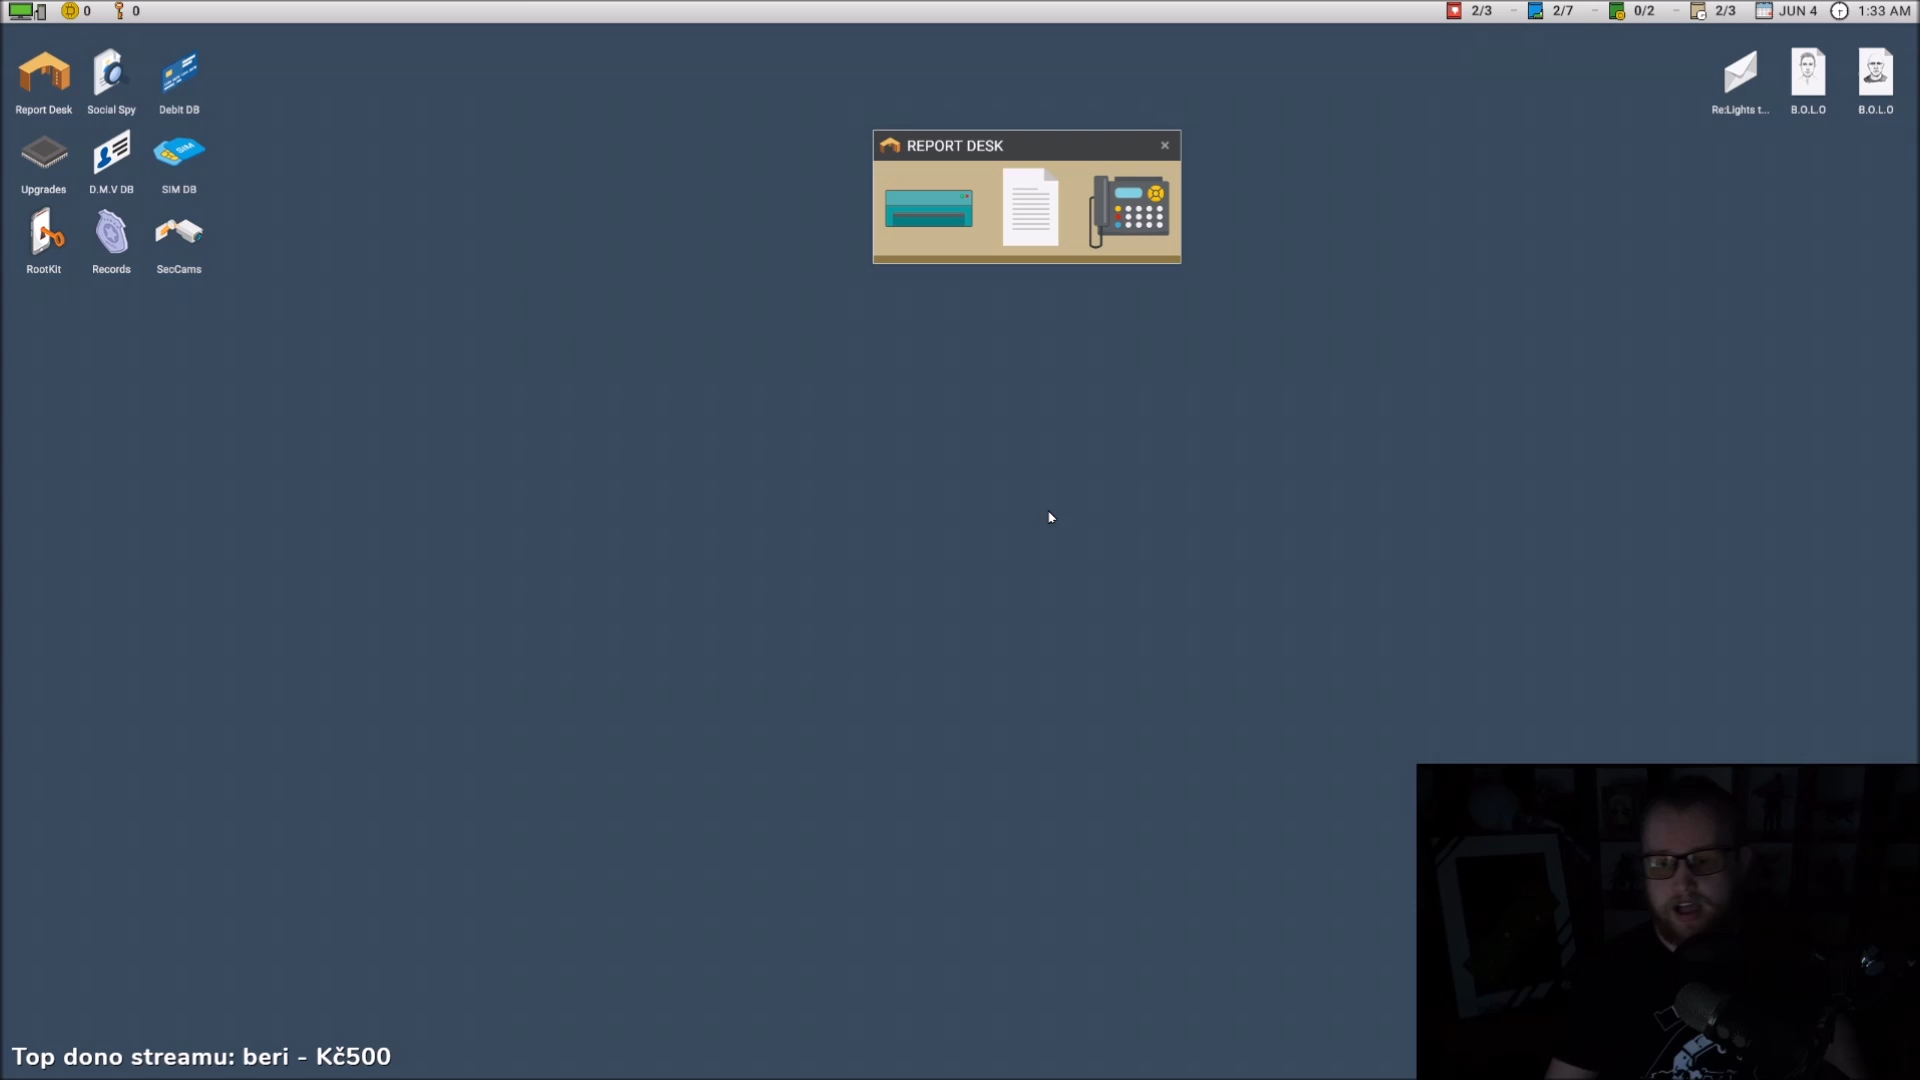 0 0 2/3 2/7 0/2 2/3 JUN 4 1:33 AM
Report Desk Social Spy Debit DB Re:Lights t... B.O.L.O B.O.L.O
REPORT DESK
Upgrades D.M.V DB SIM DB
RootKit Records SecCams
Top dono streamu: beri - Kč500